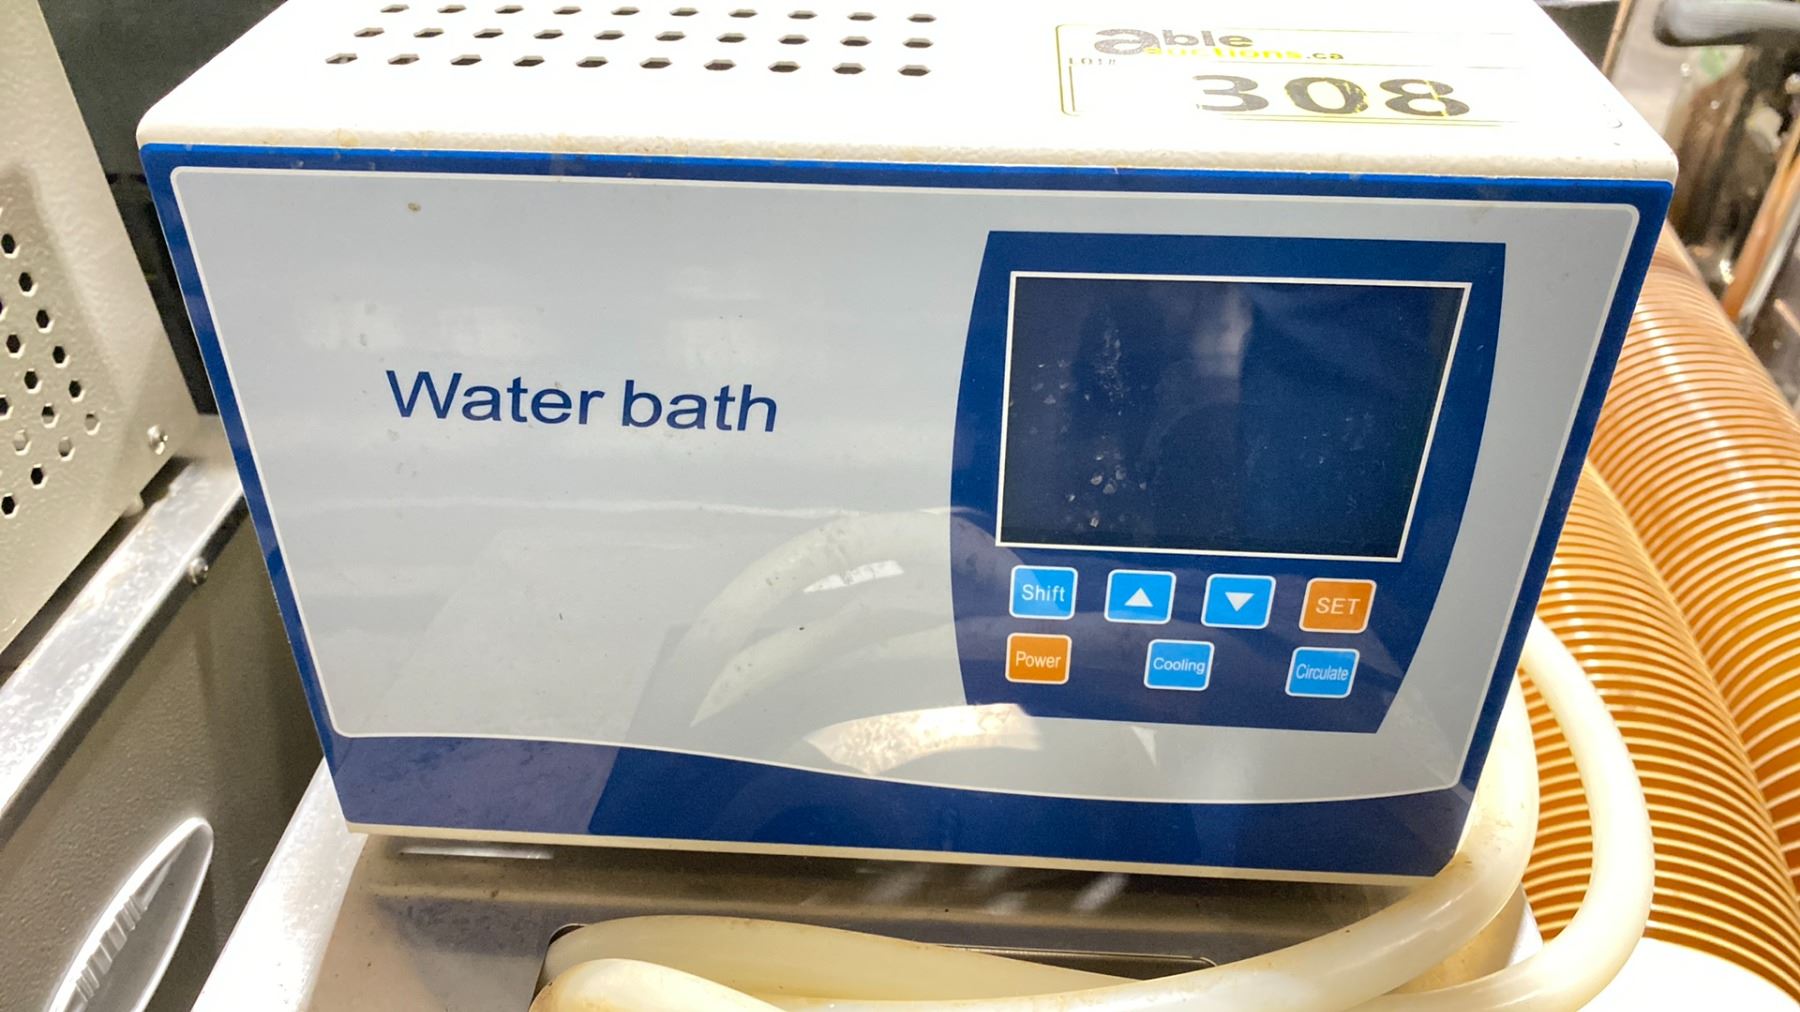 able
auctions.ca
LOT#
308
Water bath
Shift
SET
Power
Cooling
Circulate